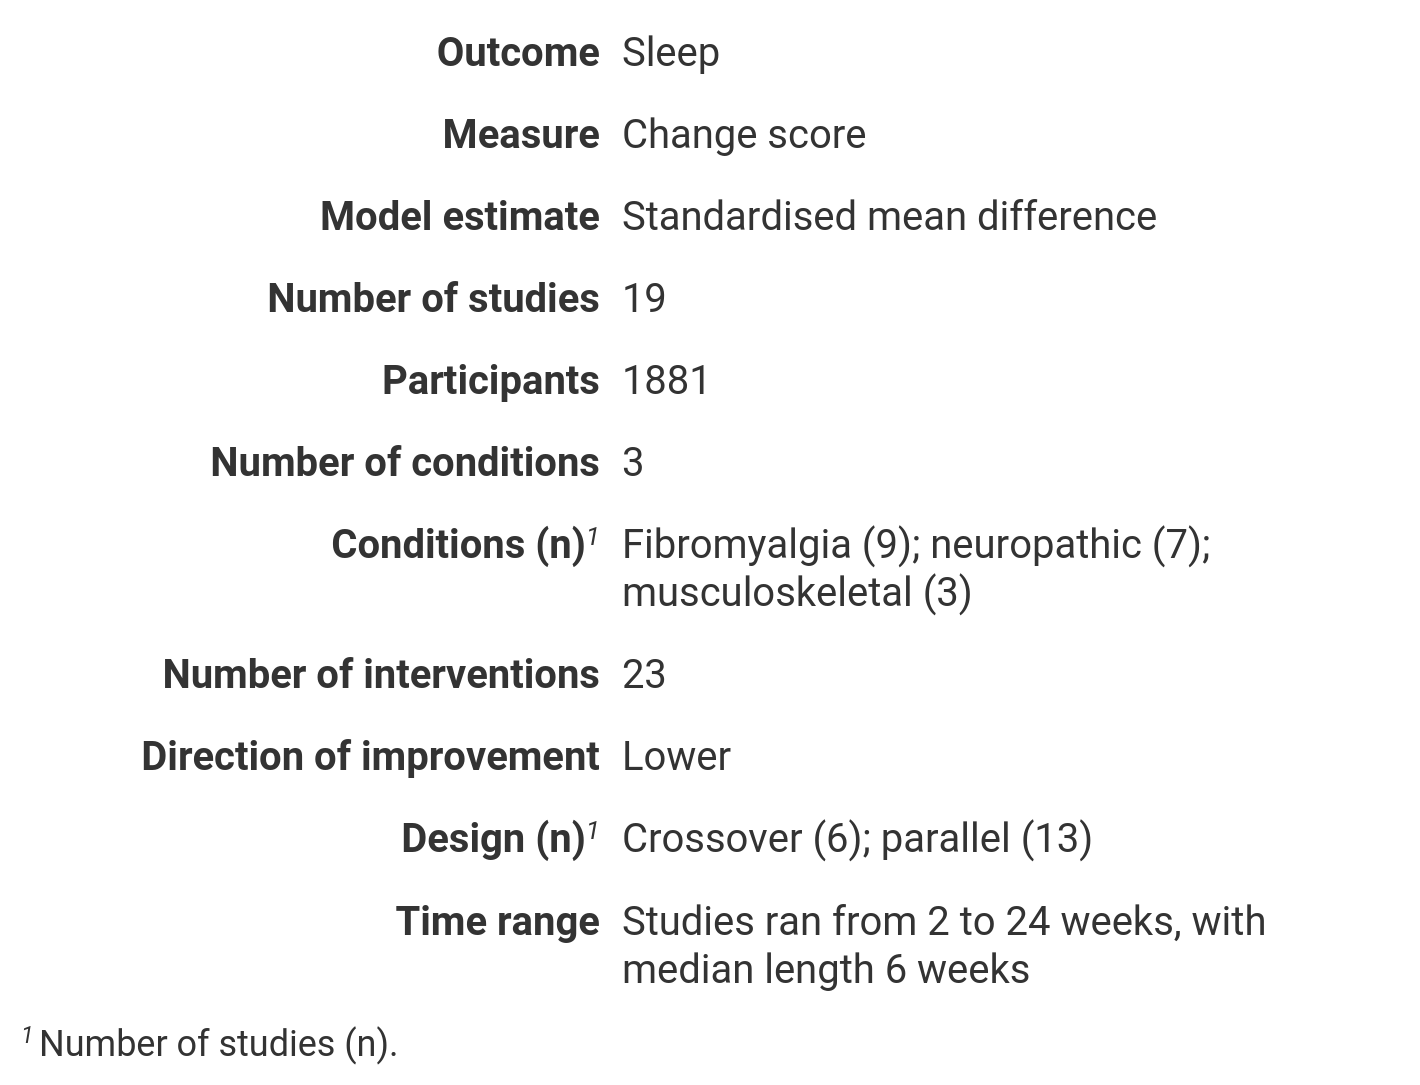 Outcome Sleep
Measure Change score
Model estimate Standardised mean difference
Number of studies 19
Participants 1881
Number of conditions 3
Conditions (n)1 Fibromyalgia (9); neuropathic (7);
musculoskeletal (3)
Number of interventions 23
Direction of improvement Lower
Design (n)1 Crossover (6); parallel (13)
Time range Studies ran from 2 to 24 weeks, with
median length 6 weeks
1 Number of studies (n).